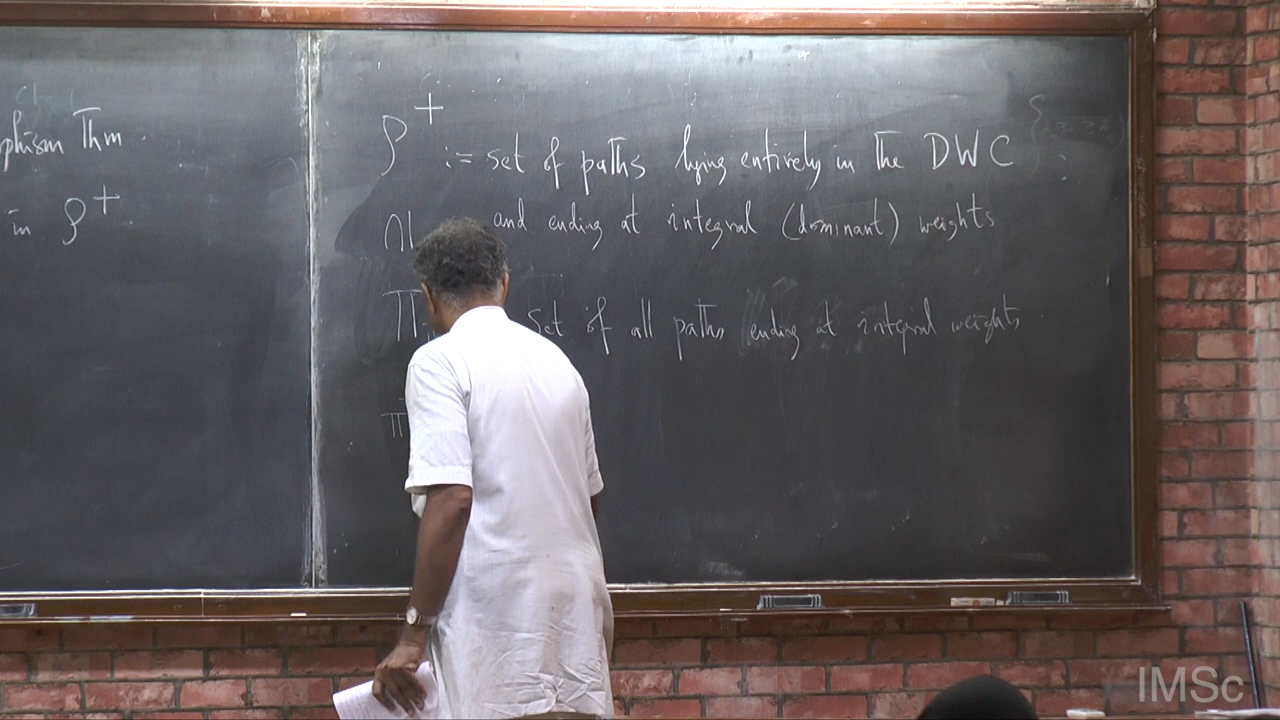 phism Thm.
in P⁺.
P⁺ := set of paths lying entirely in the DWC
∩| and ending at integral (dominant) weights
Π set of all paths ending at integral weights
π
IMSc